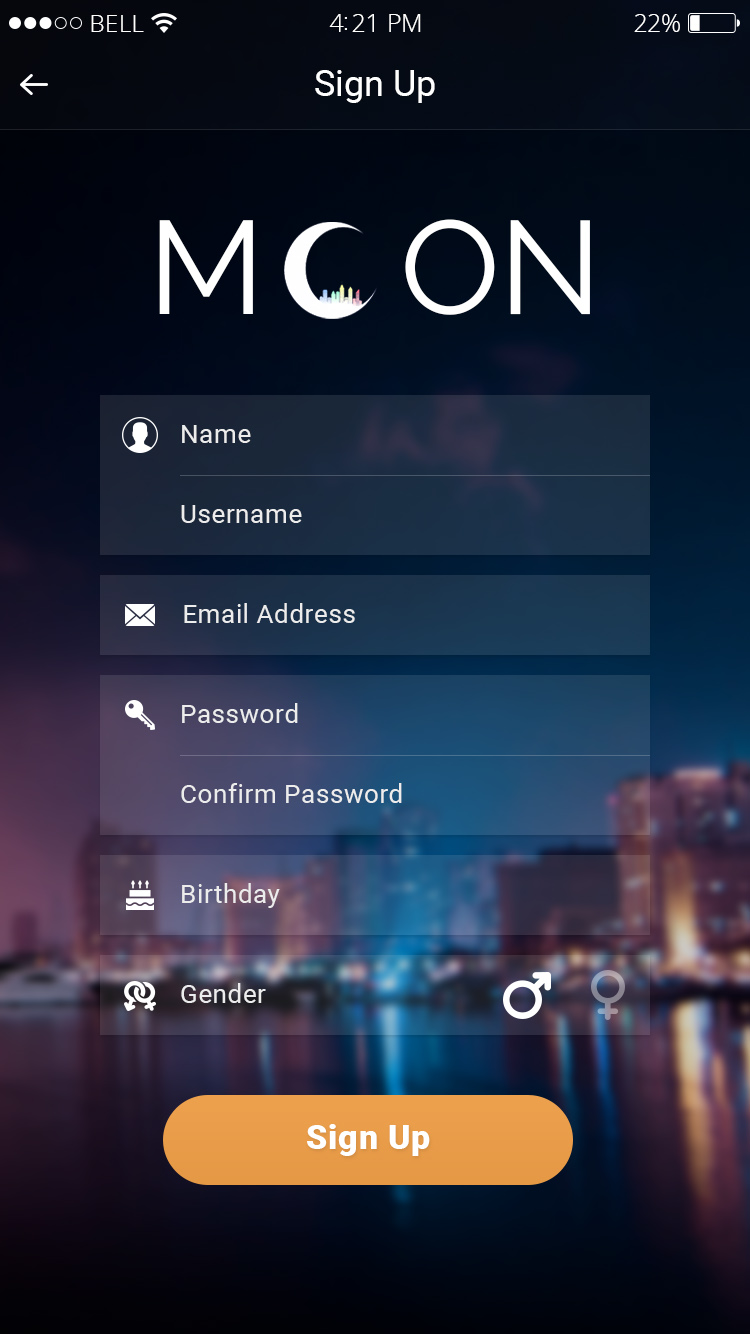 BELL 4:21 PM 22%
Sign Up
MOON
Name
Username
Email Address
Password
Confirm Password
Birthday
Gender
Sign Up